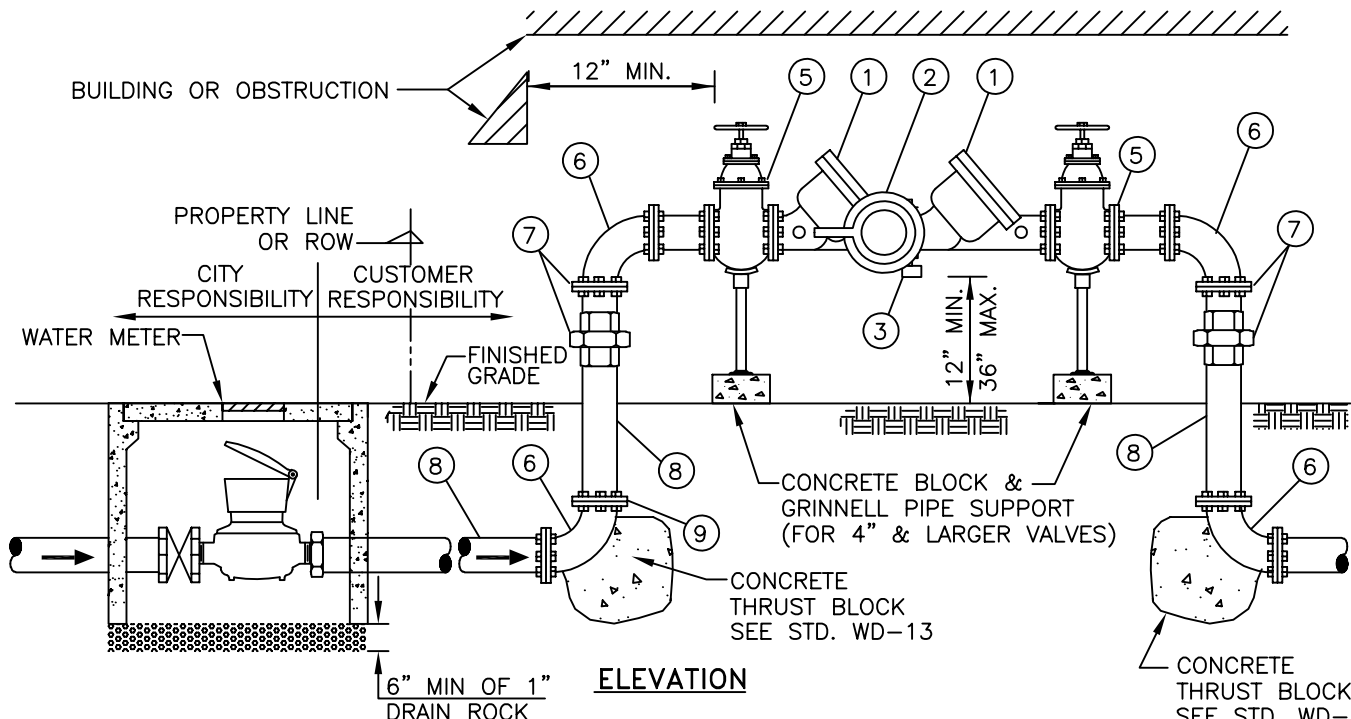 BUILDING OR OBSTRUCTION
12" MIN.
5
1
2
1
6
6
5
PROPERTY LINE
OR ROW
7
7
CITY
RESPONSIBILITY
CUSTOMER
RESPONSIBILITY
3
12" MIN.
36" MAX.
WATER METER
FINISHED
GRADE
8
6
8
8
6
9
CONCRETE BLOCK &
GRINNELL PIPE SUPPORT
(FOR 4" & LARGER VALVES)
CONCRETE
THRUST BLOCK
SEE STD. WD-13
ELEVATION
6" MIN OF 1"
DRAIN ROCK
CONCRETE
THRUST BLOCK
SEE STD. WD-